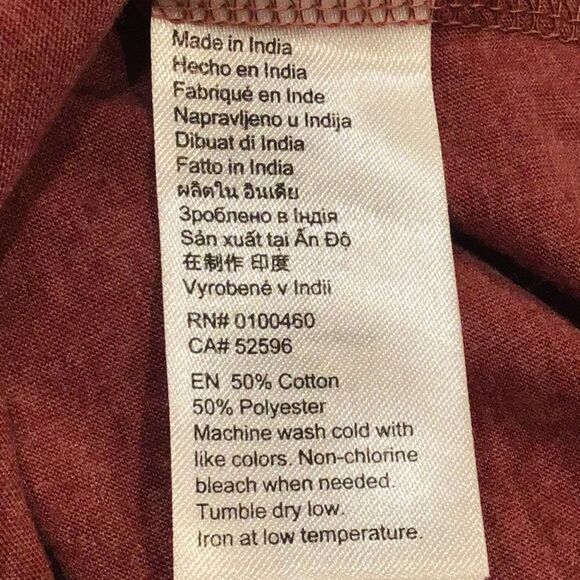 Made in India
Hecho en India
Fabriqué en Inde
Napravljeno u Indija
Dibuat di India
Fatto in India
ผลิตใน อินเดีย
Зроблено в Індія
Sản xuất tại Ấn Đô
在制作 印度
Vyrobené v Indii
RN# 0100460
CA# 52596
EN 50% Cotton
50% Polyester
Machine wash cold with
like colors. Non-chlorine
bleach when needed.
Tumble dry low.
Iron at low temperature.